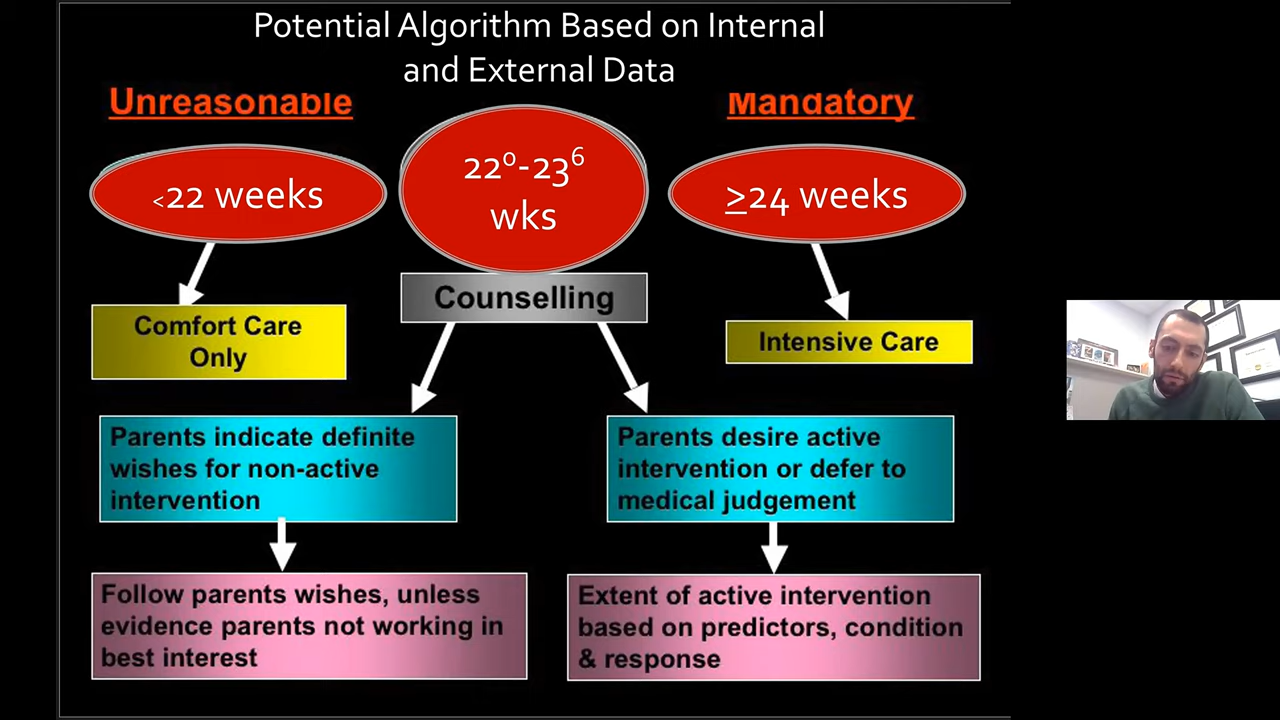 Potential Algorithm Based on Internal
and External Data
Unreasonable
Mandatory
<22 weeks
22⁰-23⁶
wks
≥24 weeks
Counselling
Comfort Care
Only
Intensive Care
Parents indicate definite
wishes for non-active
intervention
Parents desire active
intervention or defer to
medical judgement
Follow parents wishes, unless
evidence parents not working in
best interest
Extent of active intervention
based on predictors, condition
& response